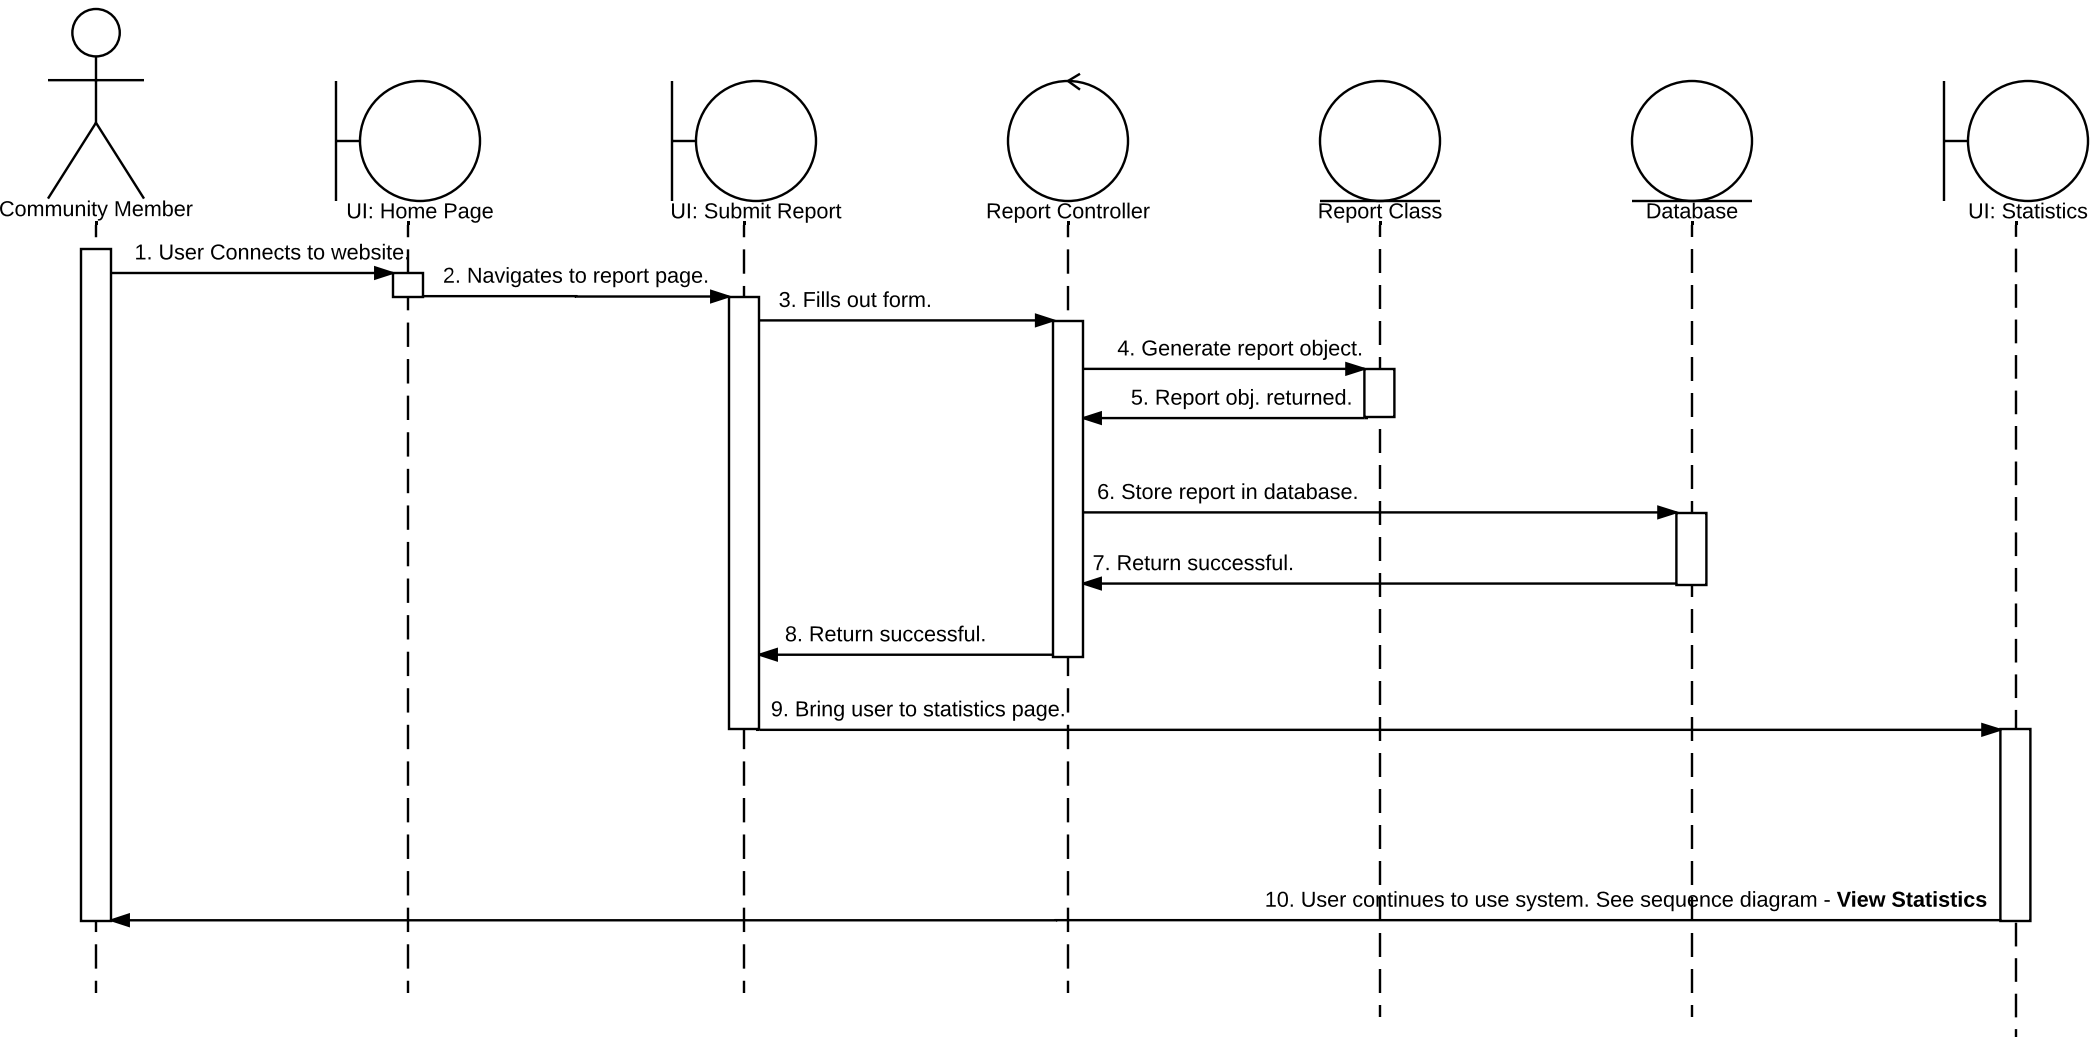 Community Member
UI: Home Page
UI: Submit Report
Report Controller
Report Class
Database
UI: Statistics
1. User Connects to website.
2. Navigates to report page.
3. Fills out form.
4. Generate report object.
5. Report obj. returned.
6. Store report in database.
7. Return successful.
8. Return successful.
9. Bring user to statistics page.
10. User continues to use system. See sequence diagram - View Statistics